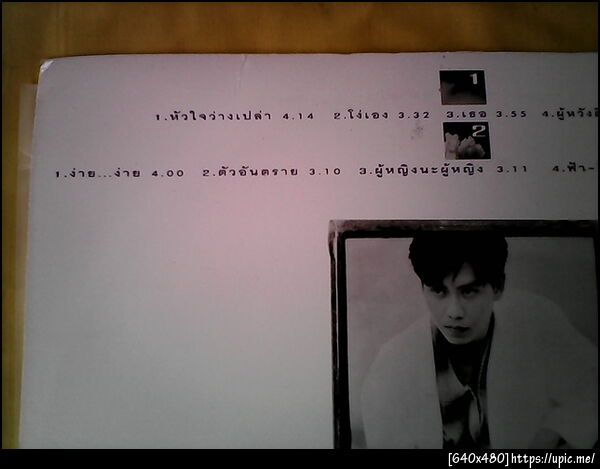 1
1.หัวใจว่างเปล่า 4.14 2.โง่เอง 3.32 3.เธอ 3.55 4.ผู้หวังดี
2
1.ง่าย...ง่าย 4.00 2.ตัวอันตราย 3.10 3.ผู้หญิงนะผู้หญิง 3.11 4.ฟ้า-
[640x480]https://upic.me/